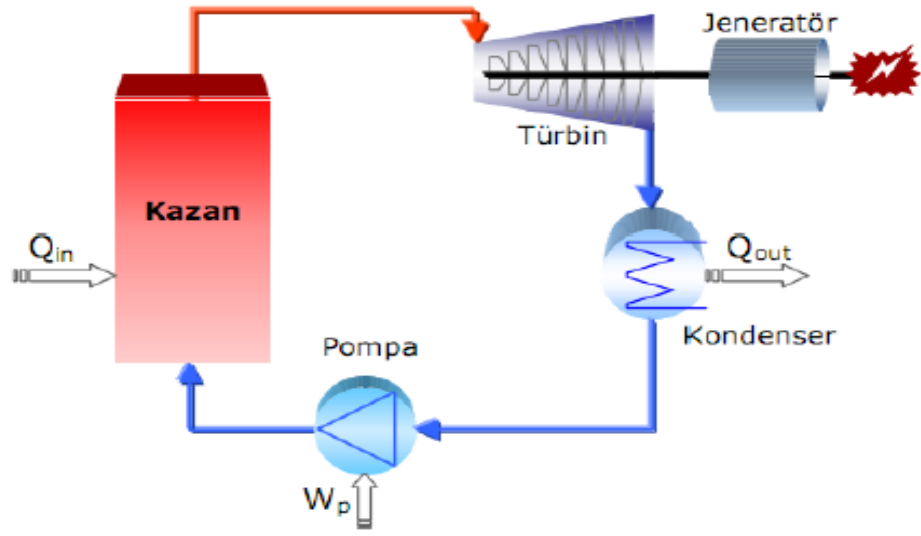 Jeneratör
Türbin
Kazan
Q̄in
Q̄out
Kondenser
Pompa
Wp